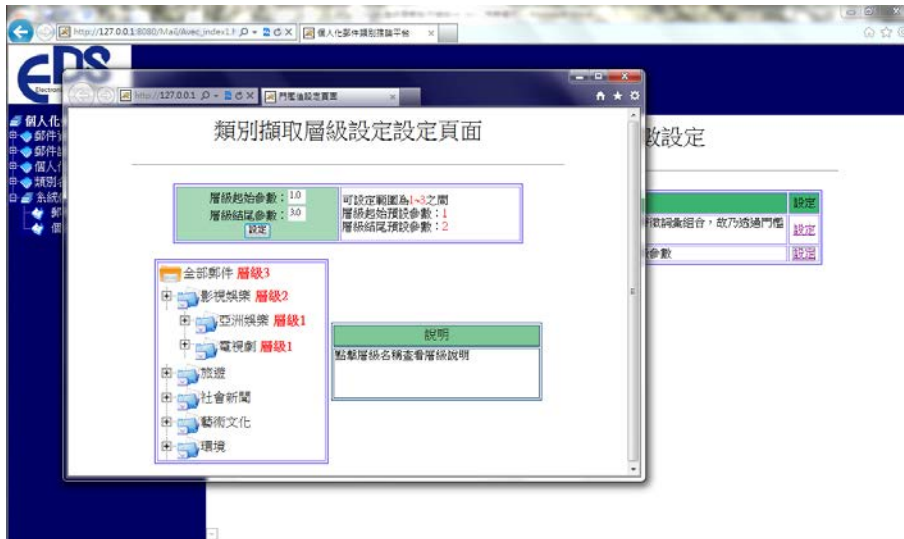 http://127.0.0.1:8080/Mail/Avec_index1.h
個人化郵件類別推論平台
EDS
http://127.0.0.1
門檻值設定頁面
類別擷取層級設定設定頁面
數設定
層級起始參數：1.0
層級結尾參數：3.0
設定
可設定範圍為1~3之間
層級起始預設參數：1
層級結尾預設參數：2
設定
徵詞彙組合，故乃透過門檻
設定
參數
設定
個人化
郵件
郵件
個人化
類別
系統
郵
個
全部郵件 層級3
影視娛樂 層級2
亞洲娛樂 層級1
電視劇 層級1
旅遊
社會新聞
藝術文化
環境
說明
點擊層級名稱查看層級說明